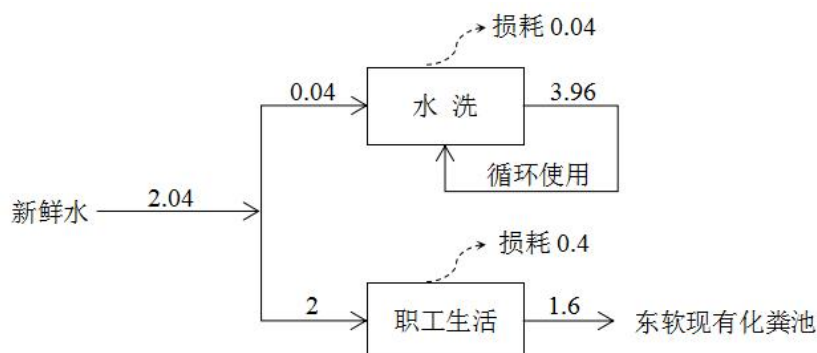 损耗 0.04
0.04
水 洗
3.96
循环使用
新鲜水
2.04
损耗 0.4
2
职工生活
1.6
东软现有化粪池